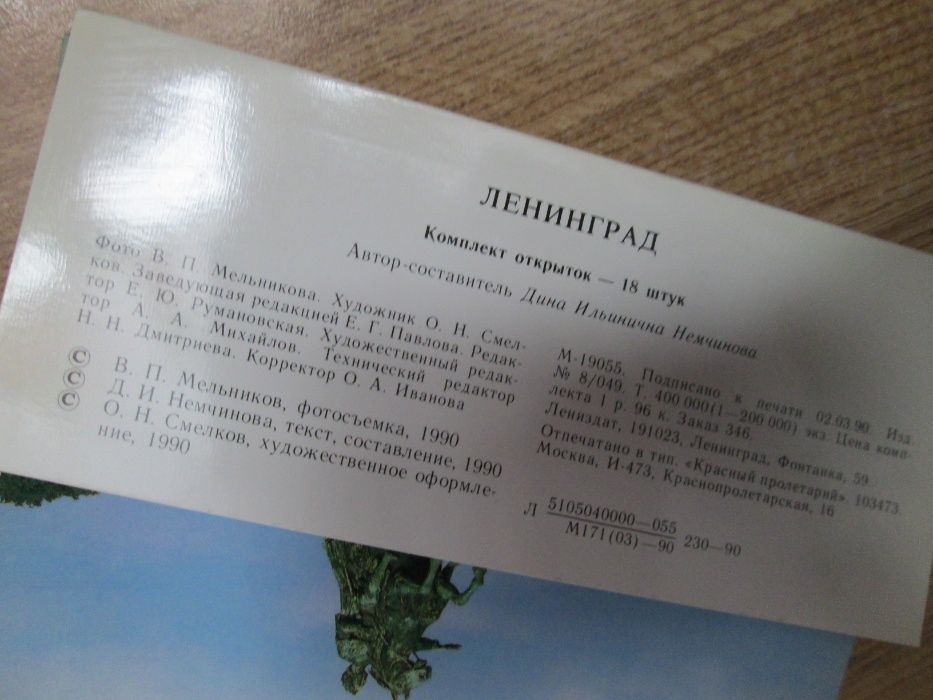 ЛЕНИНГРАД
Комплект открыток — 18 штук
Автор-составитель Дина Ильинична Немчинова
Фото В. П. Мельникова. Художник О. Н. Смел-
ков. Заведующая редакцией Е. Г. Павлова. Редак-
тор Е. Ю. Румановская. Художественный редак-
тор А. А. Михайлов. Технический редактор
Н. Н. Дмитриева. Корректор О. А. Иванова
© В. П. Мельников, фотосъемка, 1990
© Д. И. Немчинова, текст, составление, 1990
© О. Н. Смелков, художественное оформле-
ние, 1990
М-19055. Подписано к печати 02.03.90. Изд.
№ 8/049. Т. 400 000 (1—200 000) экз. Цена комп-
лекта 1 р. 96 к. Заказ 346.
Лениздат, 191023, Ленинград, Фонтанка, 59.
Отпечатано в тип. «Красный пролетарий». 103473.
Москва, И-473, Краснопролетарская, 16
Л 5105040000—055
М171(03)—90 230—90